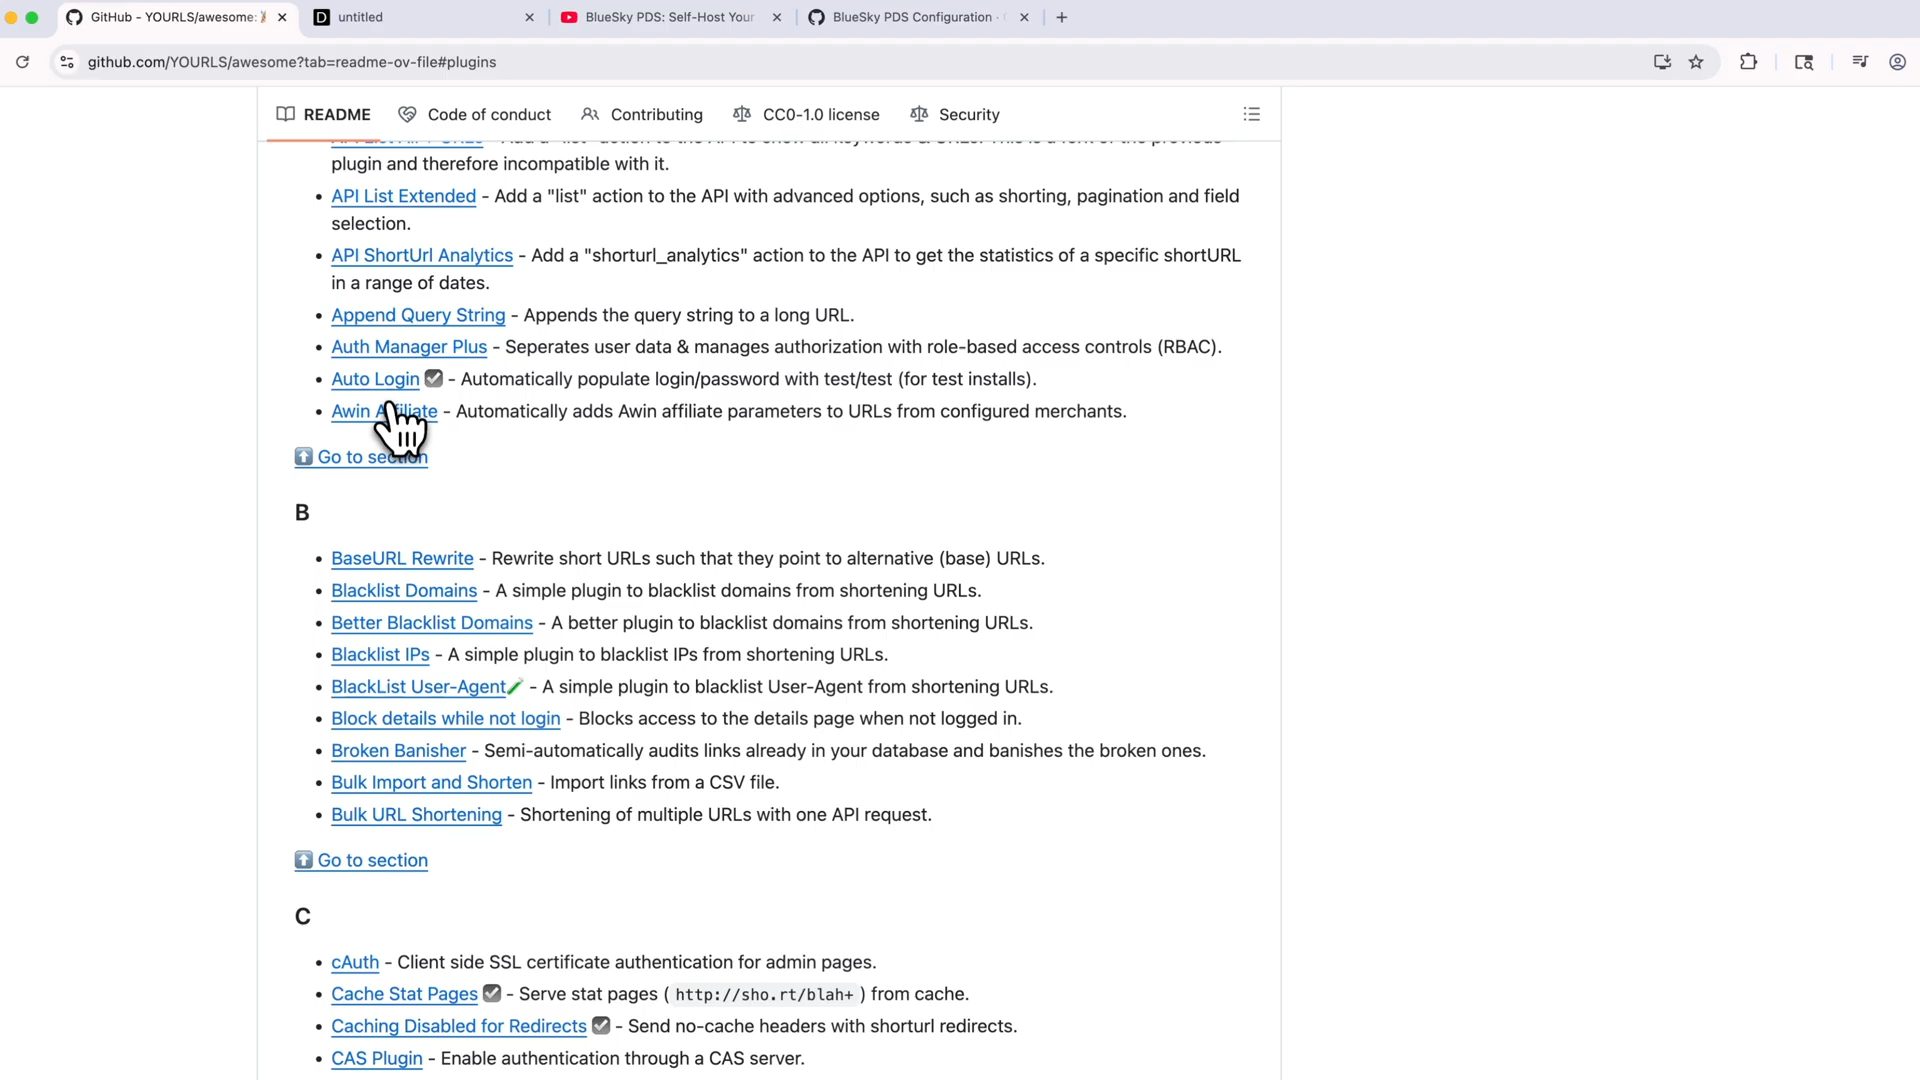 GitHub - YOURLS/awesome:
untitled
BlueSky PDS: Self-Host Your
BlueSky PDS Configuration ·
github.com/YOURLS/awesome?tab=readme-ov-file#plugins
README
Code of conduct
Contributing
CC0-1.0 license
Security
plugin and therefore incompatible with it.
• API List Extended - Add a "list" action to the API with advanced options, such as shorting, pagination and field
selection.
• API ShortUrl Analytics - Add a "shorturl_analytics" action to the API to get the statistics of a specific shortURL
in a range of dates.
• Append Query String - Appends the query string to a long URL.
• Auth Manager Plus - Seperates user data & manages authorization with role-based access controls (RBAC).
• Auto Login ☑ - Automatically populate login/password with test/test (for test installs).
• Awin Affiliate - Automatically adds Awin affiliate parameters to URLs from configured merchants.
⬆ Go to section
B
• BaseURL Rewrite - Rewrite short URLs such that they point to alternative (base) URLs.
• Blacklist Domains - A simple plugin to blacklist domains from shortening URLs.
• Better Blacklist Domains - A better plugin to blacklist domains from shortening URLs.
• Blacklist IPs - A simple plugin to blacklist IPs from shortening URLs.
• BlackList User-Agent - A simple plugin to blacklist User-Agent from shortening URLs.
• Block details while not login - Blocks access to the details page when not logged in.
• Broken Banisher - Semi-automatically audits links already in your database and banishes the broken ones.
• Bulk Import and Shorten - Import links from a CSV file.
• Bulk URL Shortening - Shortening of multiple URLs with one API request.
⬆ Go to section
C
• cAuth - Client side SSL certificate authentication for admin pages.
• Cache Stat Pages ☑ - Serve stat pages ( http://sho.rt/blah+ ) from cache.
• Caching Disabled for Redirects ☑ - Send no-cache headers with shorturl redirects.
• CAS Plugin - Enable authentication through a CAS server.